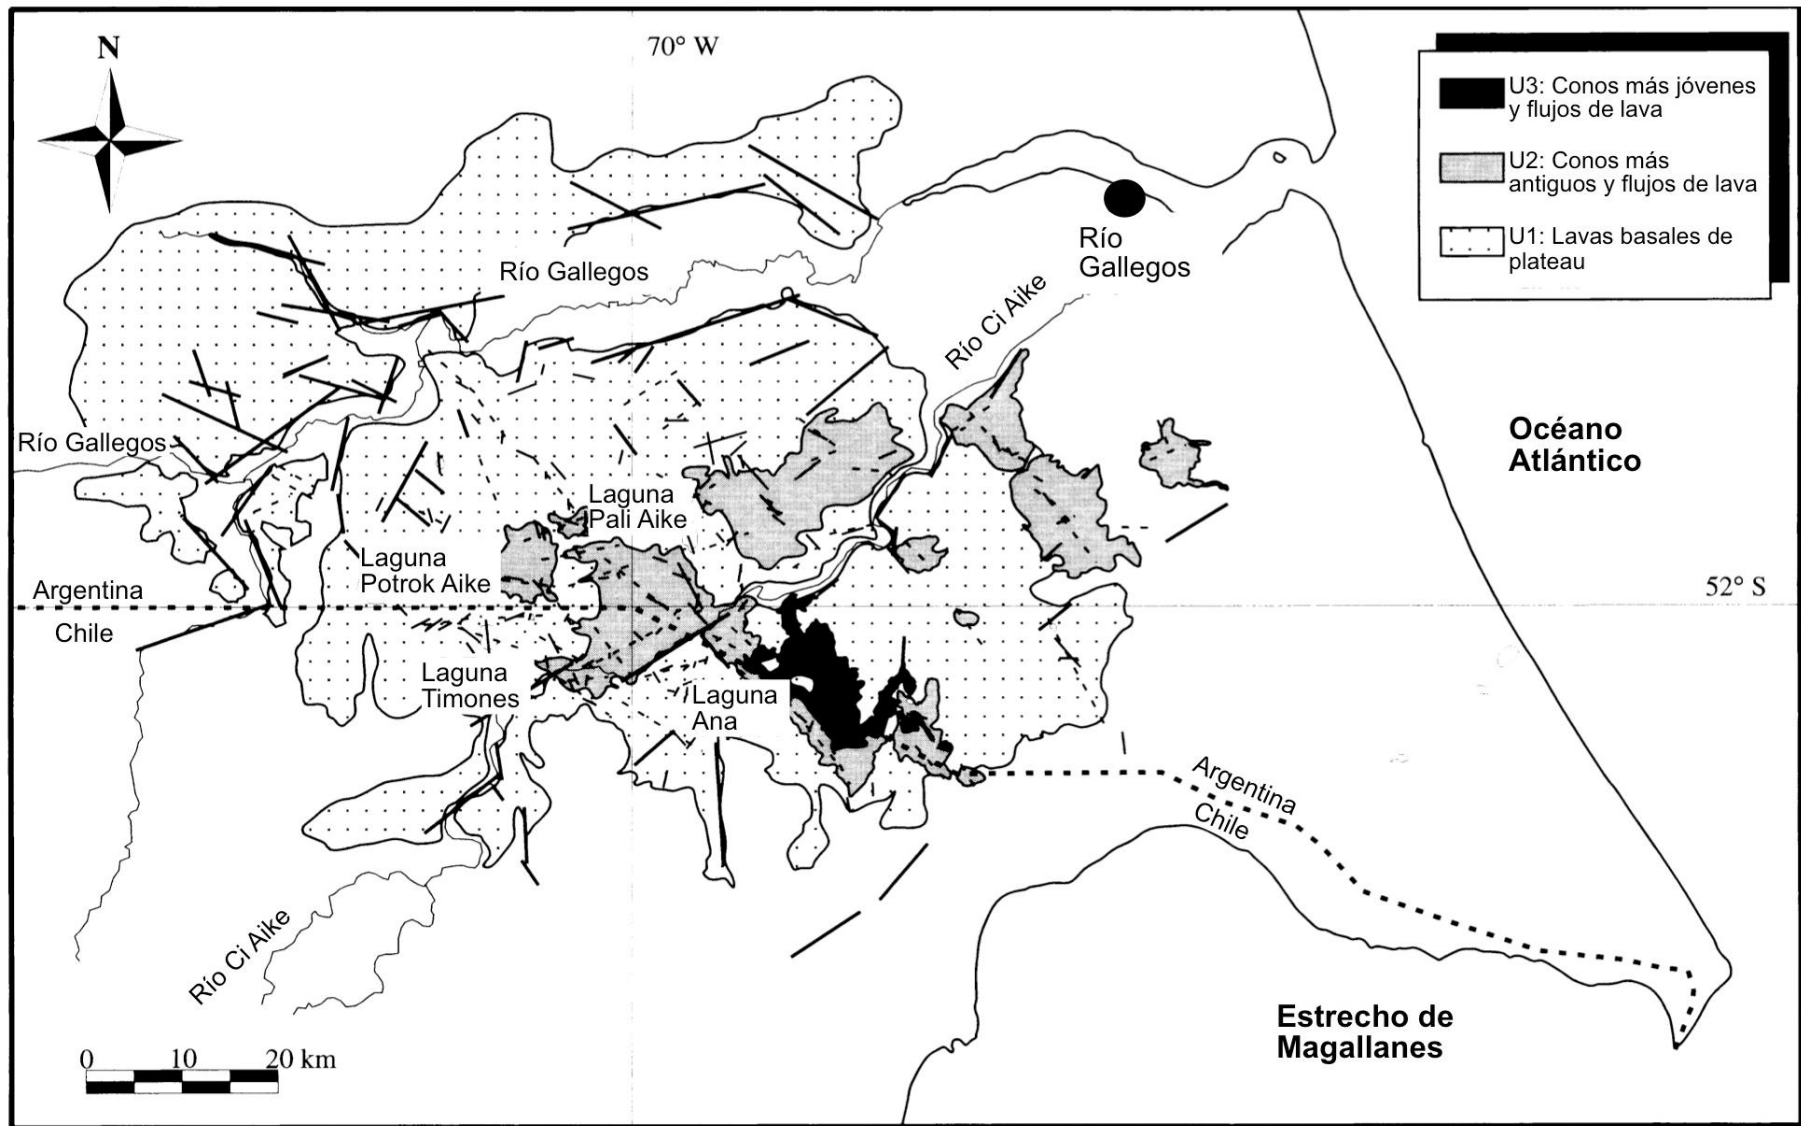 N
70° W
U3: Conos más jóvenes
y flujos de lava
U2: Conos más
antiguos y flujos de lava
U1: Lavas basales de
plateau
Río Gallegos
Río
Gallegos
Río Ci Aike
Río Gallegos
Océano
Atlántico
Laguna
Pali Aike
Laguna
Potrok Aike
Argentina
Chile
52° S
Laguna
Timones
Laguna
Ana
Argentina
Chile
Río Ci Aike
Estrecho de
Magallanes
0 10 20 km